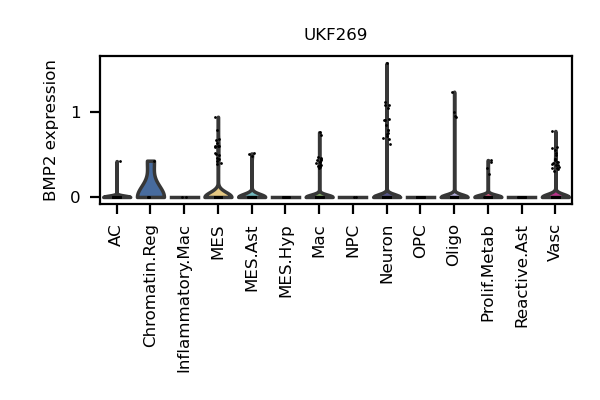 UKF269
BMP2 expression
1
0
AC
Chromatin.Reg
Inflammatory.Mac
MES
MES.Ast
MES.Hyp
Mac
NPC
Neuron
OPC
Oligo
Prolif.Metab
Reactive.Ast
Vasc